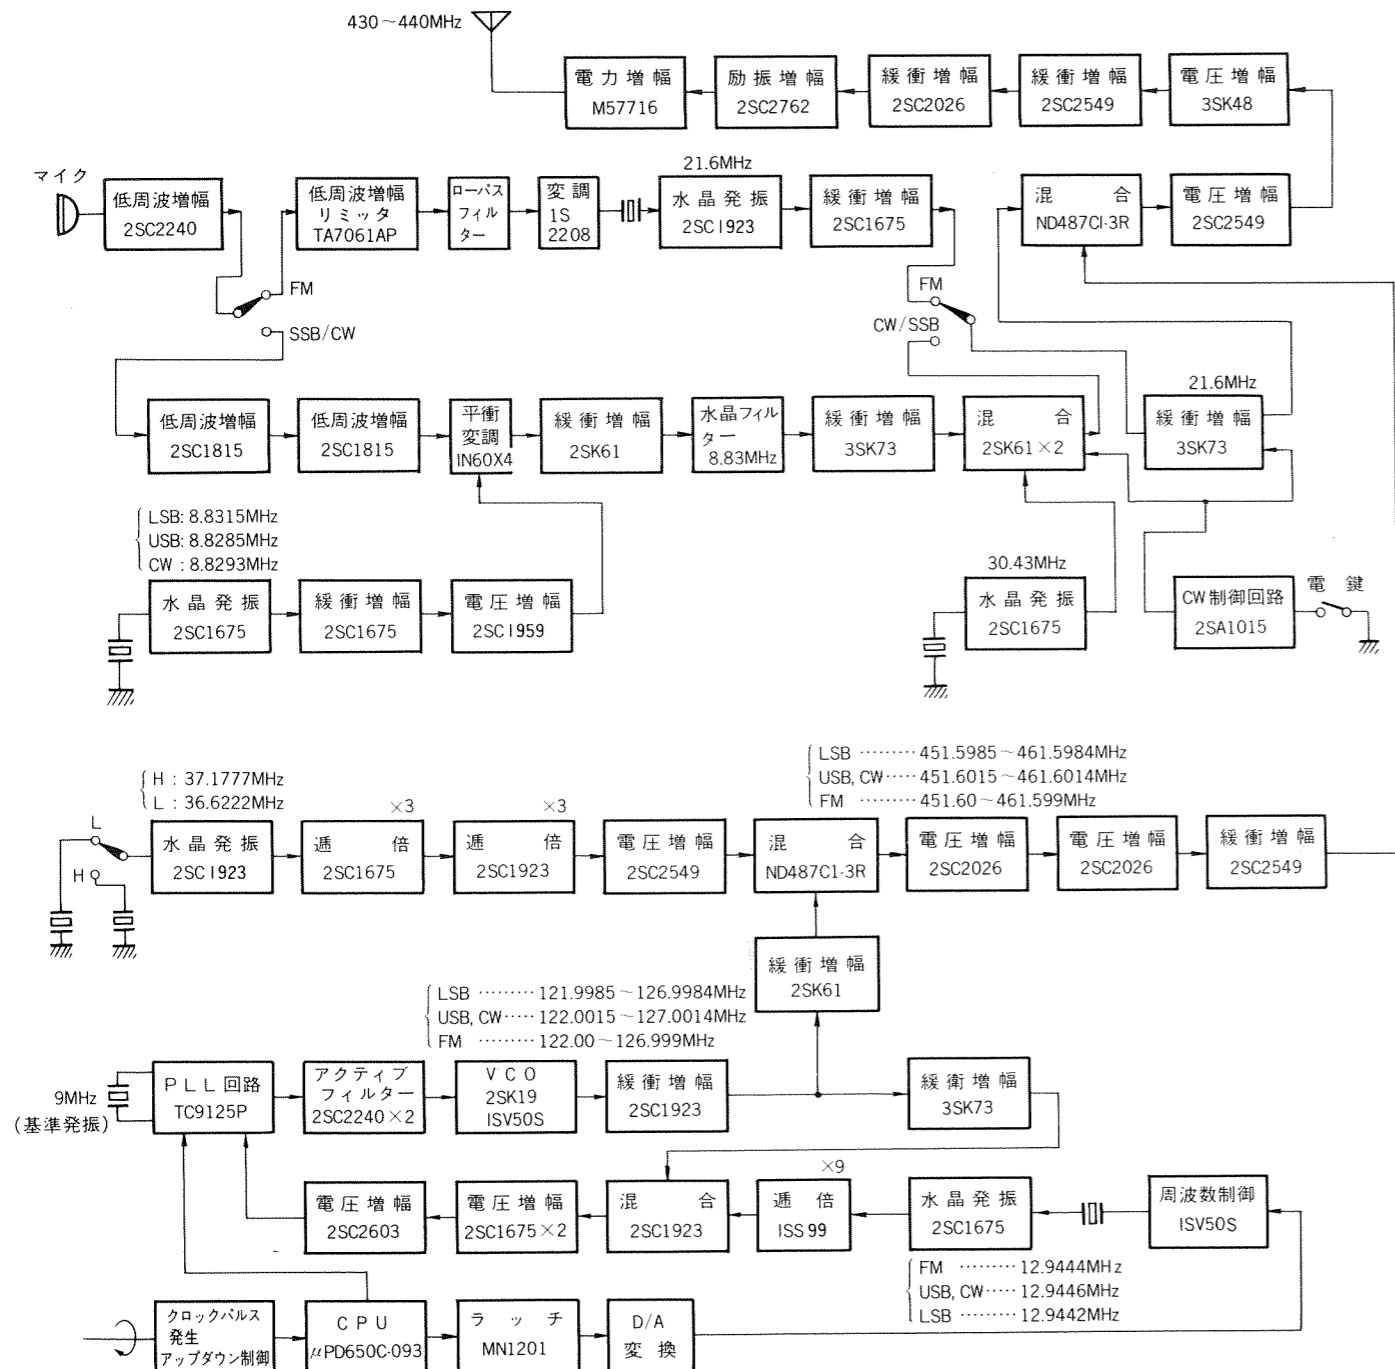 430～440MHz
電力増幅
M57716
励振増幅
2SC2762
緩衝増幅
2SC2026
緩衝増幅
2SC2549
電圧増幅
3SK48
マイク
低周波増幅
2SC2240
低周波増幅
リミッタ
TA7061AP
ローパス
フィル
ター
変調
1S
2208
21.6MHz
水晶発振
2SC1923
緩衝増幅
2SC1675
混合
ND487C1-3R
電圧増幅
2SC2549
FM
SSB/CW
FM
CW/SSB
低周波増幅
2SC1815
低周波増幅
2SC1815
平衡
変調
IN60X4
緩衝増幅
2SK61
水晶フィル
ター
8.83MHz
緩衝増幅
3SK73
混合
2SK61×2
21.6MHz
緩衝増幅
3SK73
LSB: 8.8315MHz
USB: 8.8285MHz
CW : 8.8293MHz
水晶発振
2SC1675
緩衝増幅
2SC1675
電圧増幅
2SC1959
30.43MHz
水晶発振
2SC1675
CW制御回路
2SA1015
電鍵
H : 37.1777MHz
L : 36.6222MHz
L
H
水晶発振
2SC1923
×3
逓倍
2SC1675
×3
逓倍
2SC1923
電圧増幅
2SC2549
LSB ········· 451.5985～461.5984MHz
USB, CW····· 451.6015～461.6014MHz
FM ········· 451.60～461.599MHz
混合
ND487C1-3R
電圧増幅
2SC2026
電圧増幅
2SC2026
緩衝増幅
2SC2549
緩衝増幅
2SK61
LSB ········· 121.9985～126.9984MHz
USB, CW····· 122.0015～127.0014MHz
FM ········· 122.00～126.999MHz
9MHz
(基準発振)
PLL回路
TC9125P
アクティブ
フィルター
2SC2240×2
VCO
2SK19
ISV50S
緩衝増幅
2SC1923
緩衝増幅
3SK73
電圧増幅
2SC2603
電圧増幅
2SC1675×2
混合
2SC1923
×9
逓倍
ISS99
水晶発振
2SC1675
周波数制御
ISV50S
FM ········· 12.9444MHz
USB, CW····· 12.9446MHz
LSB ········· 12.9442MHz
クロックパルス
発生
アップダウン制御
CPU
μPD650C-093
ラッチ
MN1201
D/A
変換